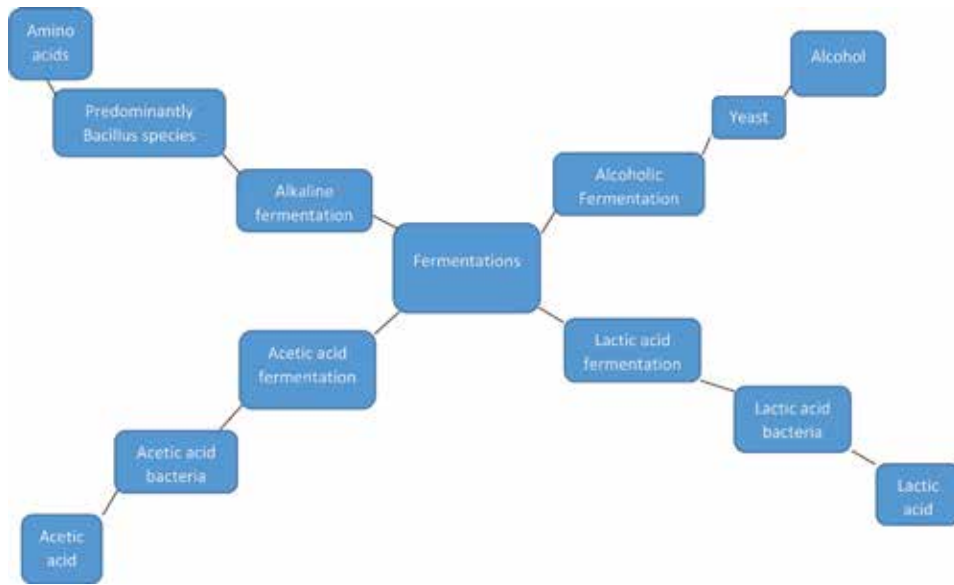 Amino
acids
Predominantly
Bacillus species
Alkaline
fermentation
Alcohol
Yeast
Alcoholic
Fermentation
Fermentations
Acetic acid
fermentation
Acetic acid
bacteria
Acetic
acid
Lactic acid
fermentation
Lactic acid
bacteria
Lactic
acid